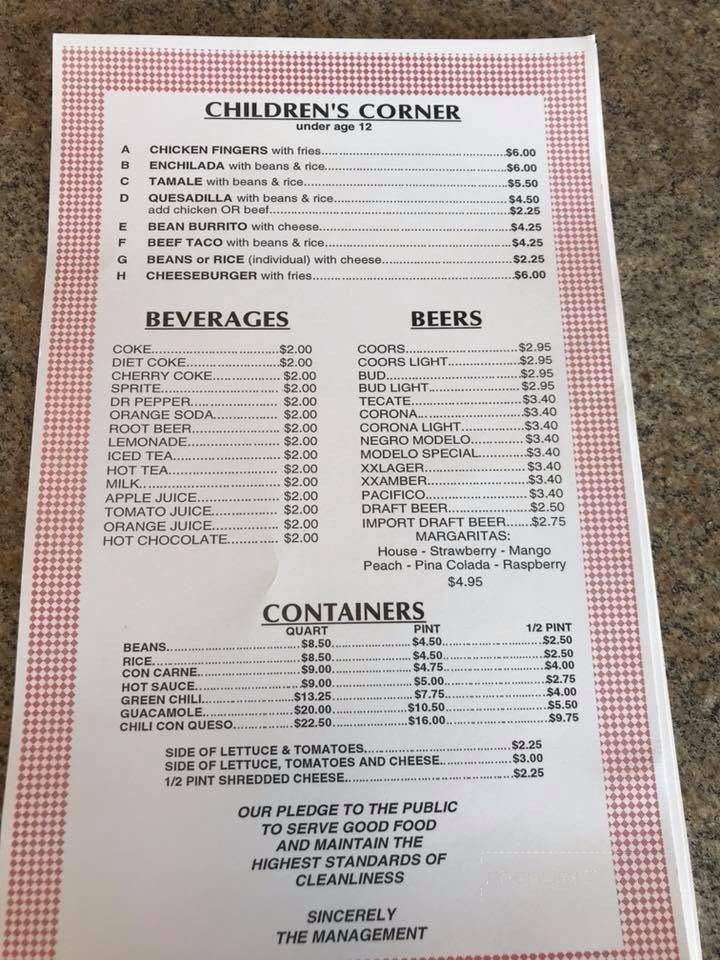 CHILDREN'S CORNER
under age 12
A CHICKEN FINGERS with fries..........$6.00
B ENCHILADA with beans & rice..........$6.00
C TAMALE with beans & rice..........$5.50
D QUESADILLA with beans & rice..........$4.50
add chicken OR beef..........$2.25
E BEAN BURRITO with cheese..........$4.25
F BEEF TACO with beans & rice..........$4.25
G BEANS or RICE (individual) with cheese..........$2.25
H CHEESEBURGER with fries..........$6.00
BEVERAGES
COKE..........$2.00
DIET COKE..........$2.00
CHERRY COKE..........$2.00
SPRITE..........$2.00
DR PEPPER..........$2.00
ORANGE SODA..........$2.00
ROOT BEER..........$2.00
LEMONADE..........$2.00
ICED TEA..........$2.00
HOT TEA..........$2.00
MILK..........$2.00
APPLE JUICE..........$2.00
TOMATO JUICE..........$2.00
ORANGE JUICE..........$2.00
HOT CHOCOLATE..........$2.00
BEERS
COORS..........$2.95
COORS LIGHT..........$2.95
BUD..........$2.95
BUD LIGHT..........$2.95
TECATE..........$3.40
CORONA..........$3.40
CORONA LIGHT..........$3.40
NEGRO MODELO..........$3.40
MODELO SPECIAL..........$3.40
XXLAGER..........$3.40
XXAMBER..........$3.40
PACIFICO..........$3.40
DRAFT BEER..........$2.50
IMPORT DRAFT BEER......$2.75
MARGARITAS:
House - Strawberry - Mango
Peach - Pina Colada - Raspberry
$4.95
CONTAINERS
QUART PINT 1/2 PINT
BEANS..........$8.50..........$4.50..........$2.50
RICE..........$8.50..........$4.50..........$2.50
CON CARNE..........$9.00..........$4.75..........$4.00
HOT SAUCE..........$9.00..........$5.00..........$2.75
GREEN CHILI..........$13.25..........$7.75..........$4.00
GUACAMOLE..........$20.00..........$10.50..........$5.50
CHILI CON QUESO..........$22.50..........$16.00..........$9.75
SIDE OF LETTUCE & TOMATOES..........$2.25
SIDE OF LETTUCE, TOMATOES AND CHEESE..........$3.00
1/2 PINT SHREDDED CHEESE..........$2.25
OUR PLEDGE TO THE PUBLIC
TO SERVE GOOD FOOD
AND MAINTAIN THE
HIGHEST STANDARDS OF
CLEANLINESS
SINCERELY
THE MANAGEMENT